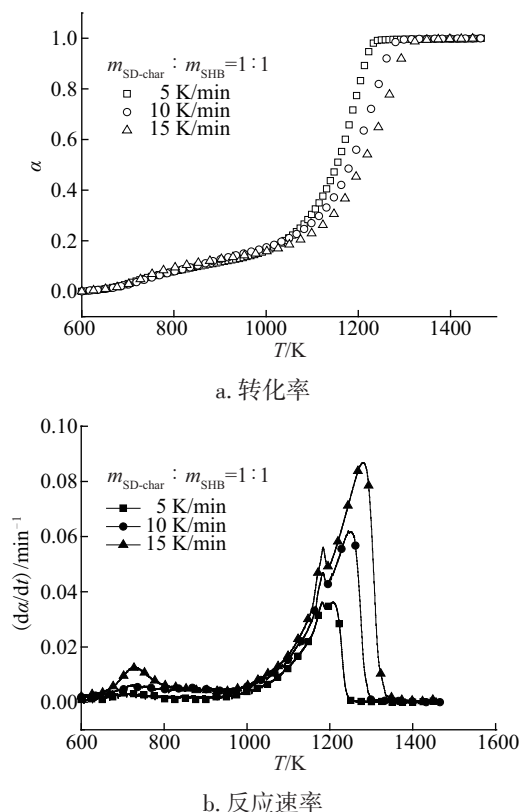 1.0
0.8
0.6
0.4
0.2
0.0
α
m_SD-char : m_SHB=1∶1
5 K/min
10 K/min
15 K/min
600 800 1000 1200 1400
T/K
a. 转化率
0.10
0.08
0.06
0.04
0.02
0.00
(dα/dt) /min⁻¹
m_SD-char : m_SHB=1∶1
5 K/min
10 K/min
15 K/min
600 800 1000 1200 1400 1600
T/K
b. 反应速率